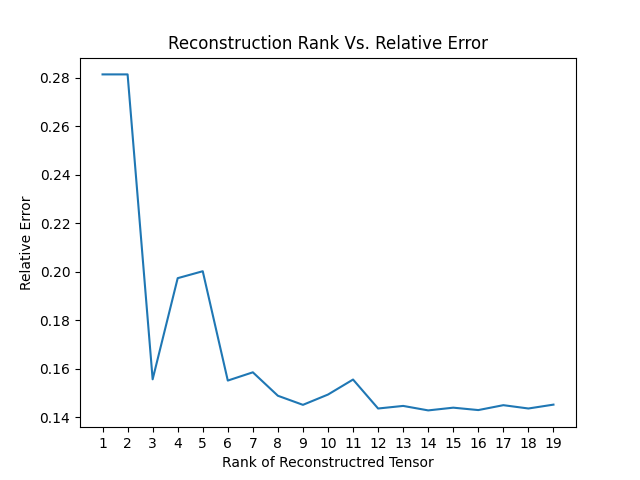 Reconstruction Rank Vs. Relative Error
0.28
0.26
0.24
0.22
0.20
0.18
0.16
0.14
Relative Error
1 2 3 4 5 6 7 8 9 10 11 12 13 14 15 16 17 18 19
Rank of Reconstructred Tensor